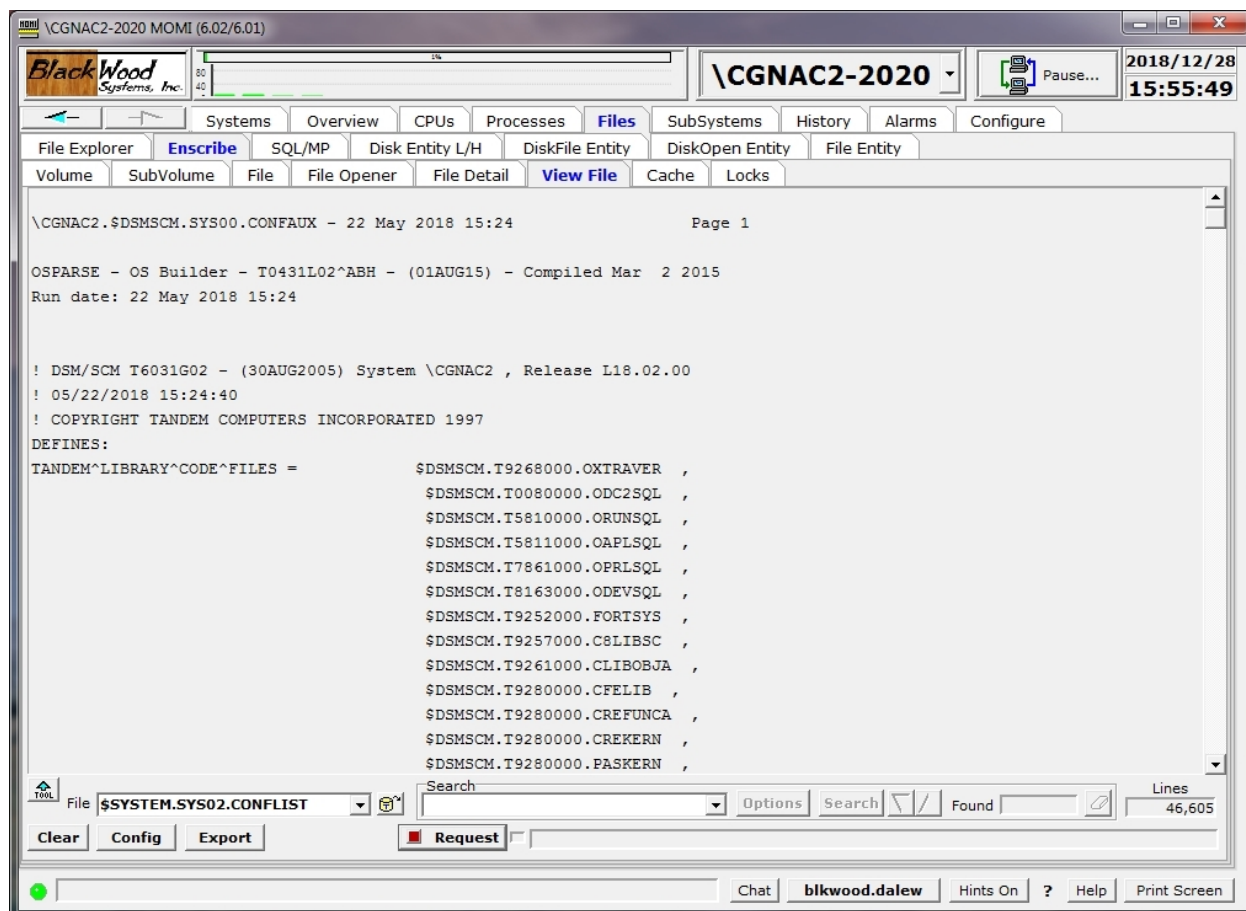 \CGNAC2-2020 MOMI (6.02/6.01)
BlackWood Systems, Inc.
80
40
1%
\CGNAC2-2020
Pause...
2018/12/28
15:55:49
Systems Overview CPUs Processes Files SubSystems History Alarms Configure
File Explorer Enscribe SQL/MP Disk Entity L/H DiskFile Entity DiskOpen Entity File Entity
Volume SubVolume File File Opener File Detail View File Cache Locks
\CGNAC2.$DSMSCM.SYS00.CONFAUX - 22 May 2018 15:24 Page 1
OSPARSE - OS Builder - T0431L02^ABH - (01AUG15) - Compiled Mar 2 2015
Run date: 22 May 2018 15:24
! DSM/SCM T6031G02 - (30AUG2005) System \CGNAC2 , Release L18.02.00
! 05/22/2018 15:24:40
! COPYRIGHT TANDEM COMPUTERS INCORPORATED 1997
DEFINES:
TANDEM^LIBRARY^CODE^FILES = $DSMSCM.T9268000.OXTRAVER ,
$DSMSCM.T0080000.ODC2SQL ,
$DSMSCM.T5810000.ORUNSQL ,
$DSMSCM.T5811000.OAPLSQL ,
$DSMSCM.T7861000.OPRLSQL ,
$DSMSCM.T8163000.ODEVSQL ,
$DSMSCM.T9252000.FORTSYS ,
$DSMSCM.T9257000.C8LIBSC ,
$DSMSCM.T9261000.CLIBOBJA ,
$DSMSCM.T9280000.CFELIB ,
$DSMSCM.T9280000.CREFUNCA ,
$DSMSCM.T9280000.CREKERN ,
$DSMSCM.T9280000.PASKERN ,
TOOL
File $SYSTEM.SYS02.CONFLIST
Search
Options Search Found
Lines
46,605
Clear Config Export Request
Chat blkwood.dalew Hints On ? Help Print Screen